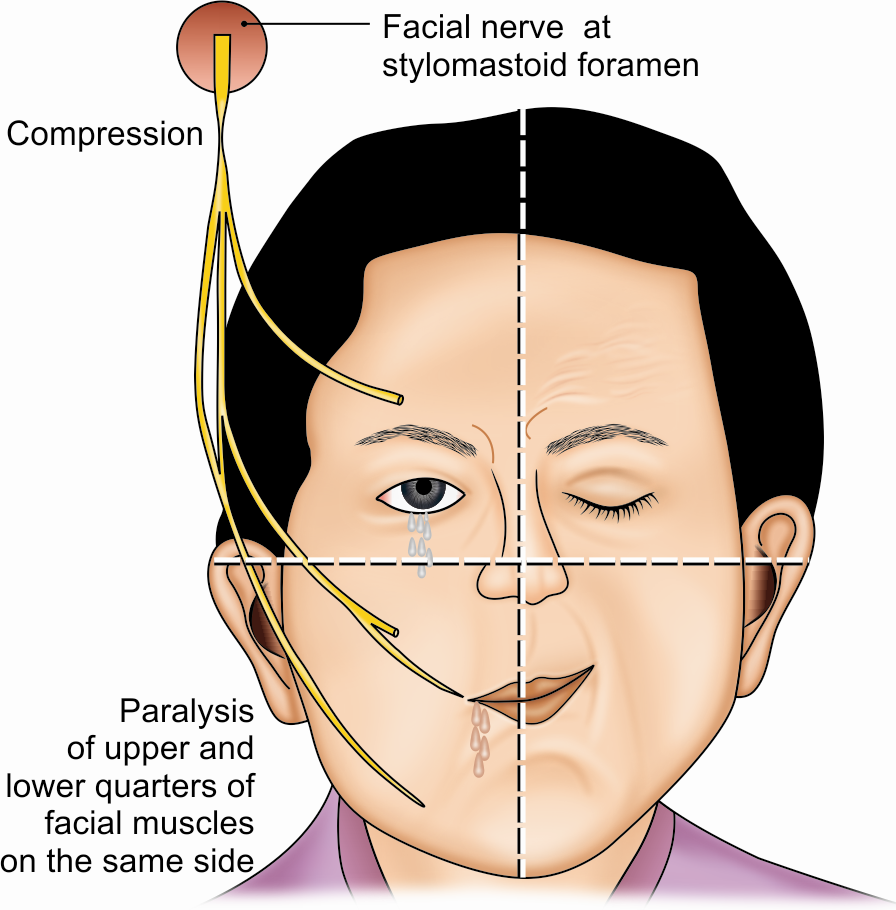 Facial nerve at
stylomastoid foramen
Compression
Paralysis
of upper and
lower quarters of
facial muscles
on the same side